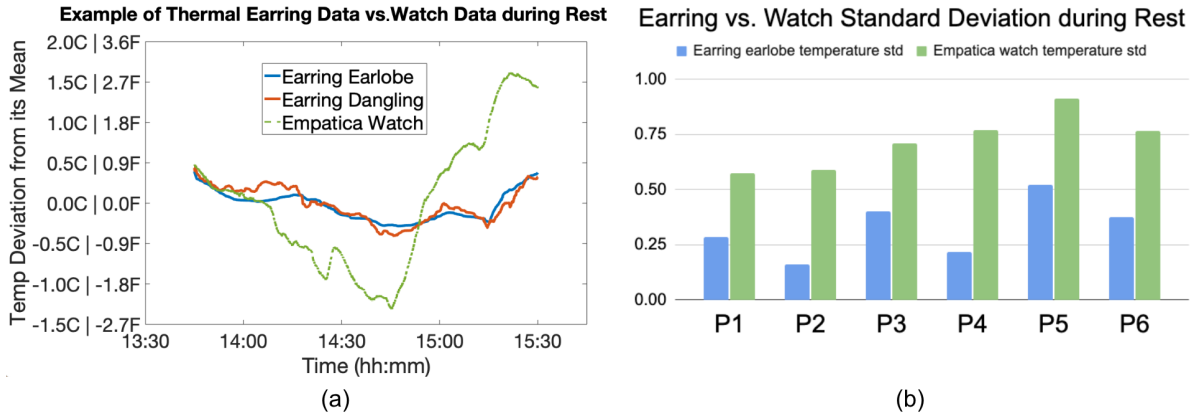 Example of Thermal Earring Data vs.Watch Data during Rest
Temp Deviation from its Mean
2.0C | 3.6F
1.5C | 2.7F
1.0C | 1.8F
0.5C | 0.9F
0.0C | 0.0F
-0.5C | -0.9F
-1.0C | -1.8F
-1.5C | -2.7F
Earring Earlobe
Earring Dangling
Empatica Watch
13:30 14:00 14:30 15:00 15:30
Time (hh:mm)
(a)
Earring vs. Watch Standard Deviation during Rest
Earring earlobe temperature std Empatica watch temperature std
1.00
0.75
0.50
0.25
0.00
P1 P2 P3 P4 P5 P6
(b)